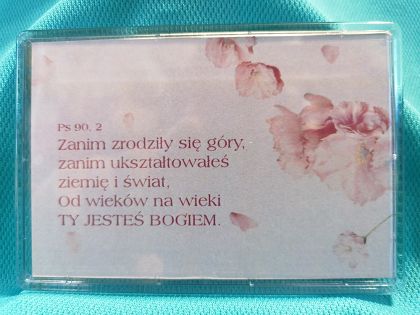 Ps 90, 2
Zanim zrodziły się góry,
zanim ukształtowałeś
ziemię i świat,
Od wieków na wieki
TY JESTEŚ BOGIEM.